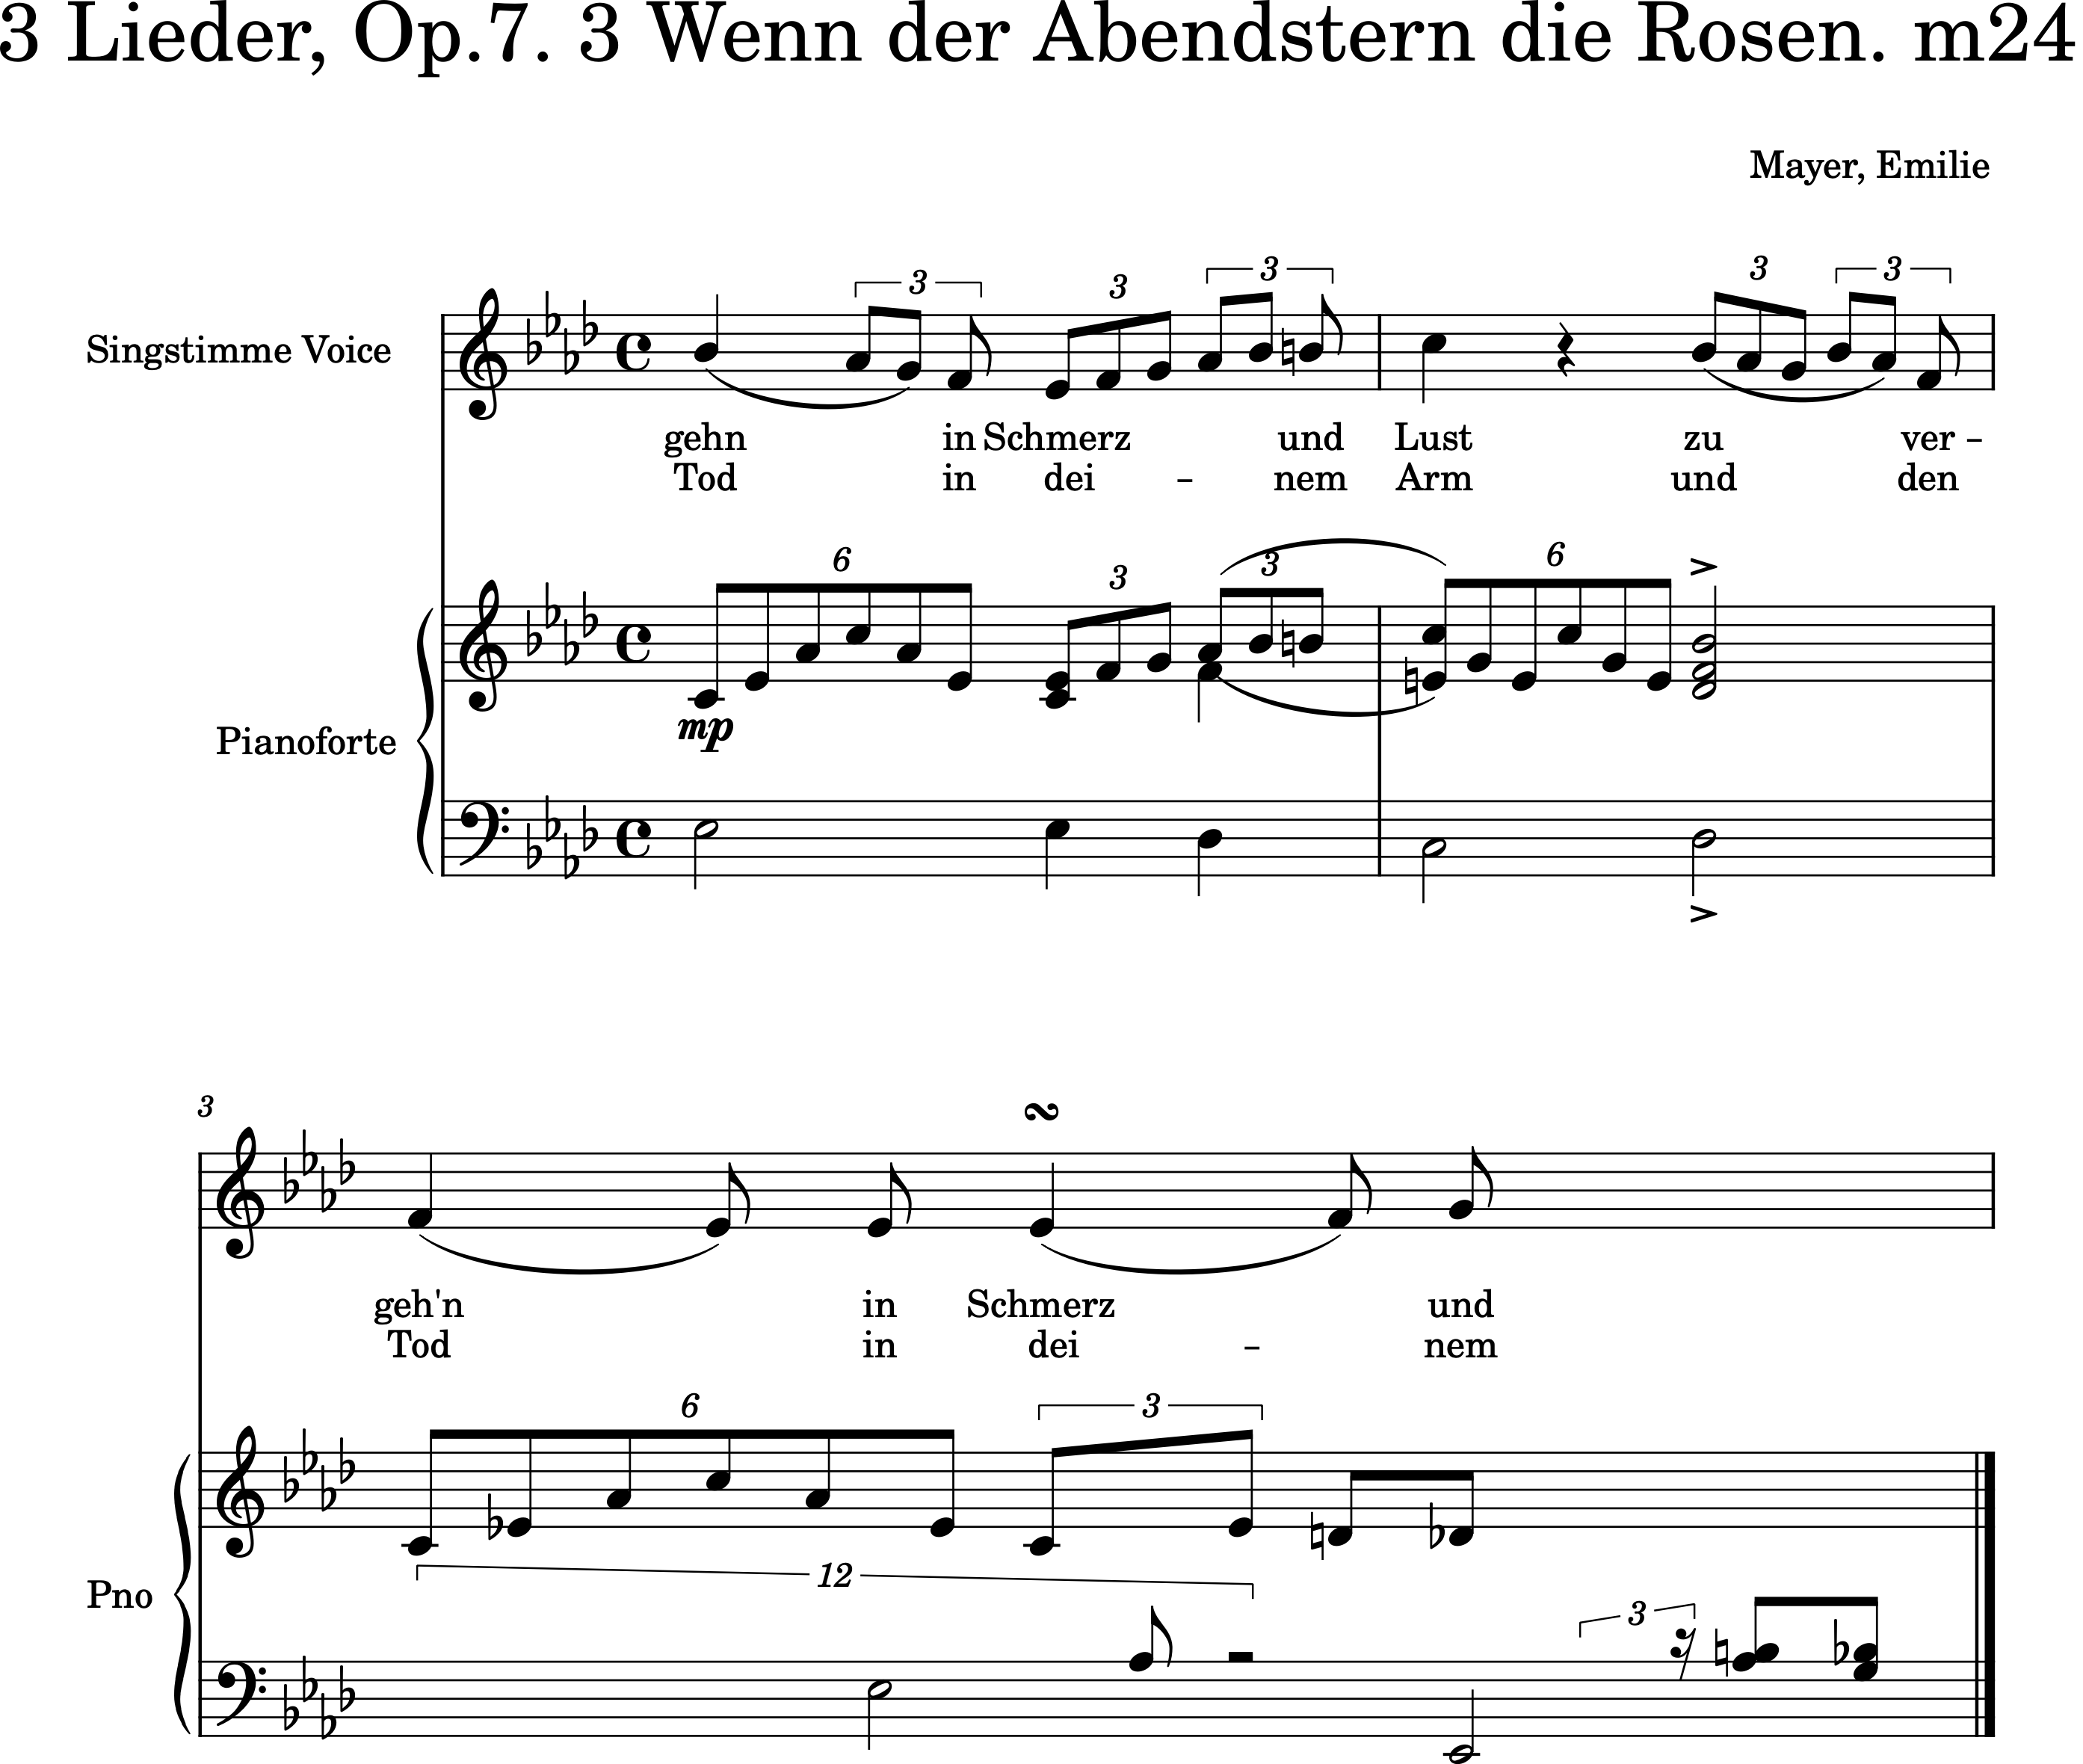 3 Lieder, Op.7. 3 Wenn der Abendstern die Rosen. m24
Mayer, Emilie
3 3 3 3 3
Singstimme Voice
gehn in Schmerz und Lust zu ver –
Tod in dei – nem Arm und den
6 3 3 6
mp
Pianoforte
3
geh'n in Schmerz und
Tod in dei – nem
6 3
12
Pno
3